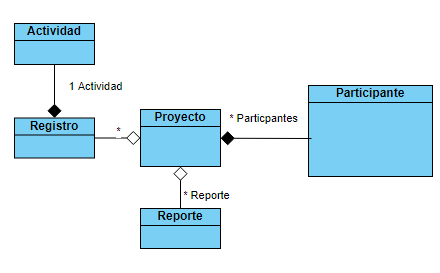 Actividad
1 Actividad
Registro
*
Proyecto
* Particpantes
Participante
* Reporte
Reporte